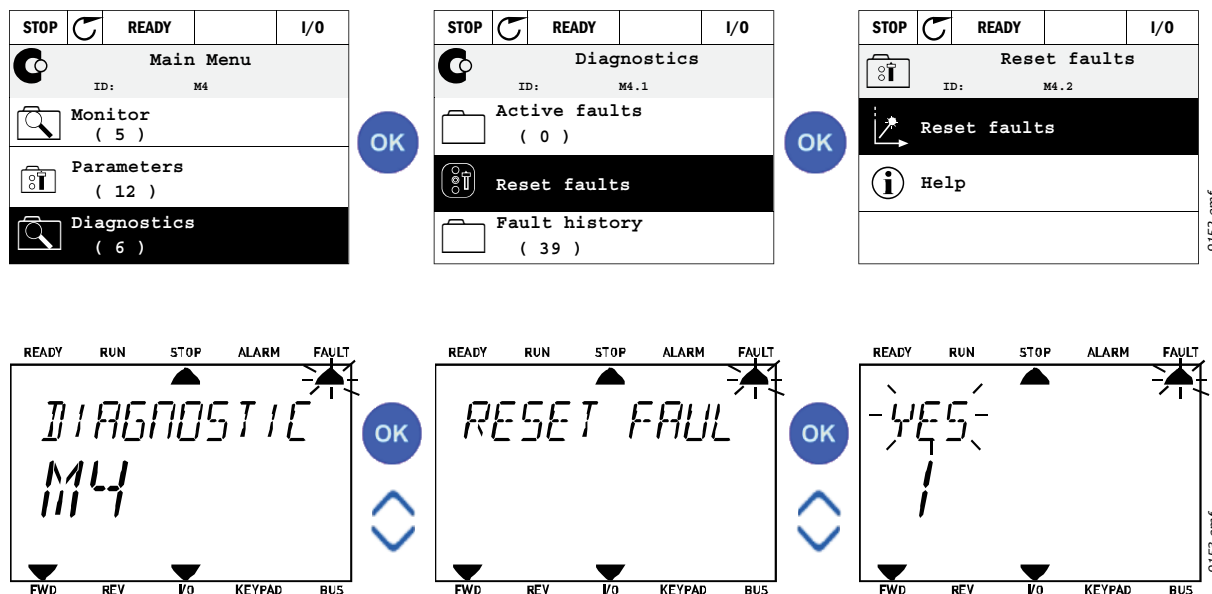 STOP READY I/O
Main Menu
ID: M4
Monitor
( 5 )
Parameters
( 12 )
Diagnostics
( 6 )
OK
STOP READY I/O
Diagnostics
ID: M4.1
Active faults
( 0 )
Reset faults
Fault history
( 39 )
OK
STOP READY I/O
Reset faults
ID: M4.2
Reset faults
Help
READY RUN STOP ALARM FAULT
DIAGNOSTIC
M4
FWD REV I/O KEYPAD BUS
OK
READY RUN STOP ALARM FAULT
RESET FAUL
FWD REV I/O KEYPAD BUS
OK
READY RUN STOP ALARM FAULT
YES
1
FWD REV I/O KEYPAD BUS